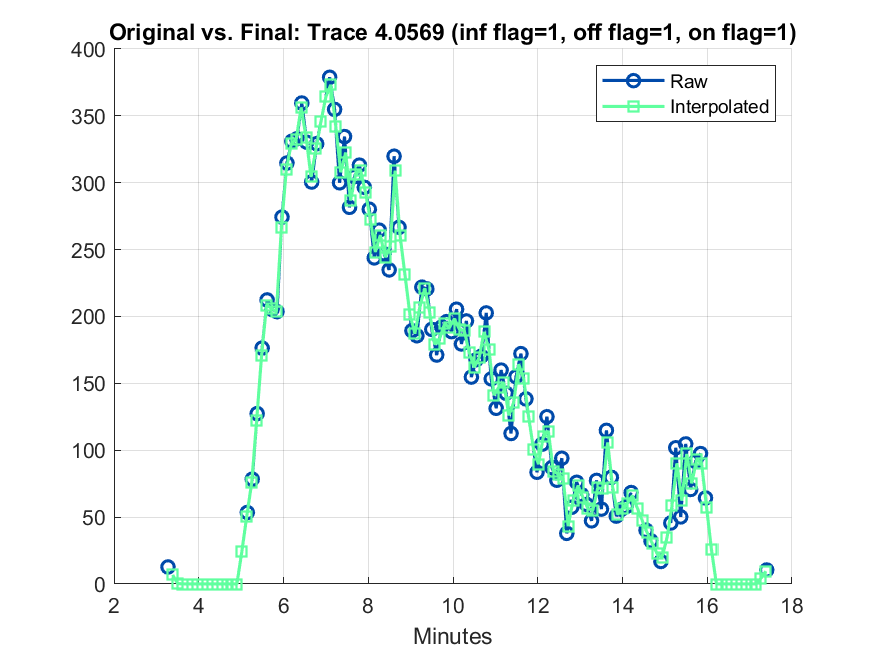 Original vs. Final: Trace 4.0569 (inf flag=1, off flag=1, on flag=1)
400
350
300
250
200
150
100
50
0
Raw
Interpolated
2 4 6 8 10 12 14 16 18
Minutes